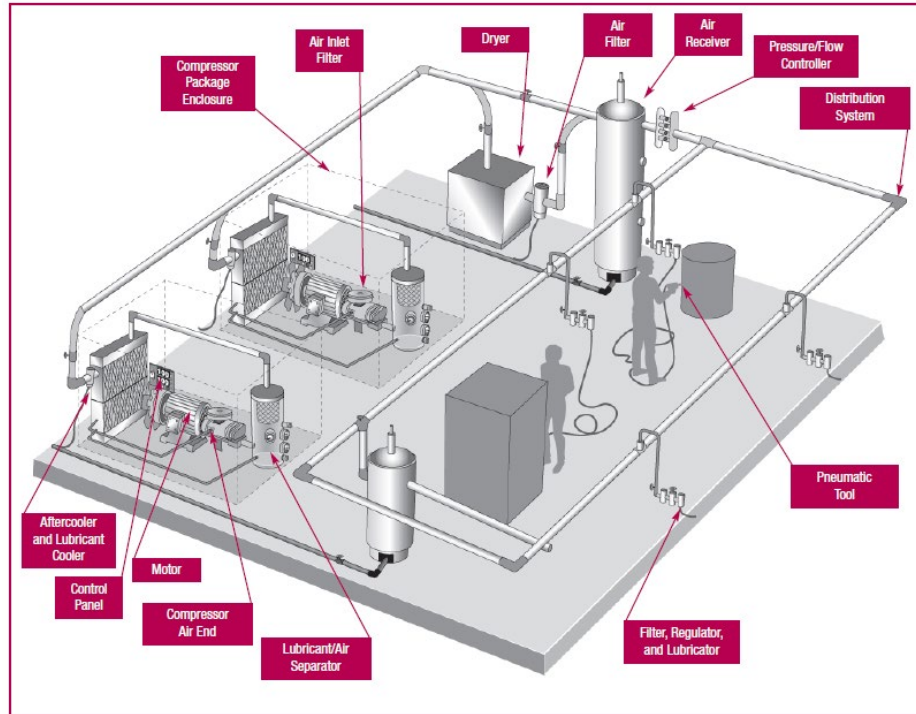 Air Inlet
Filter
Dryer
Air
Filter
Air
Receiver
Pressure/Flow
Controller
Compressor
Package
Enclosure
Distribution
System
Pneumatic
Tool
Aftercooler
and Lubricant
Cooler
Motor
Control
Panel
Compressor
Air End
Lubricant/Air
Separator
Filter, Regulator,
and Lubricator